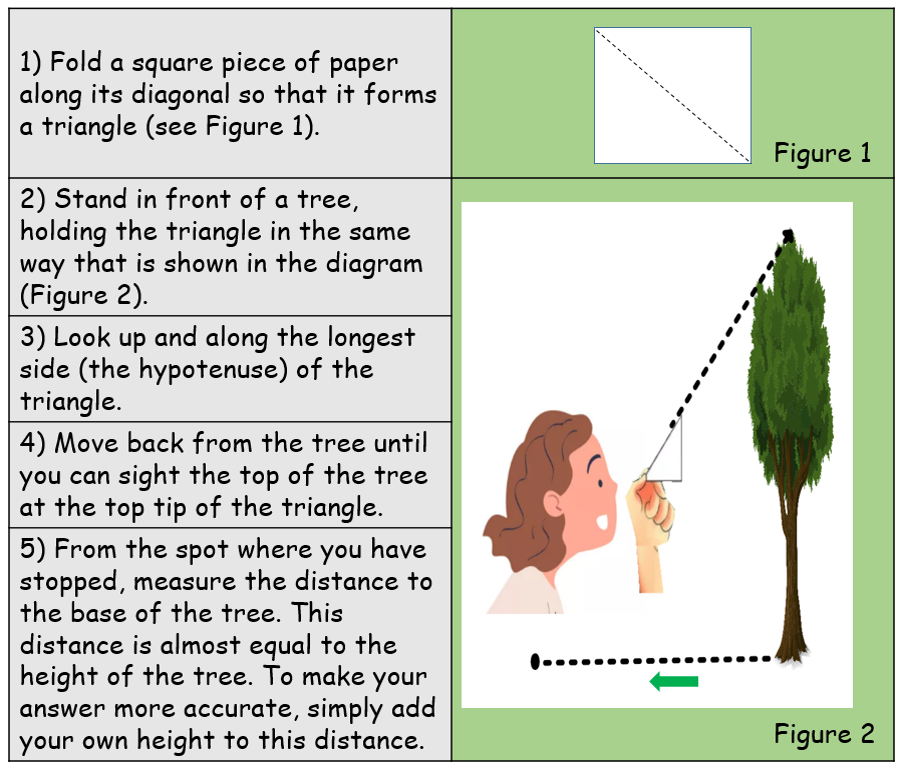 1) Fold a square piece of paper
along its diagonal so that it forms
a triangle (see Figure 1).
Figure 1
2) Stand in front of a tree,
holding the triangle in the same
way that is shown in the diagram
(Figure 2).
3) Look up and along the longest
side (the hypotenuse) of the
triangle.
4) Move back from the tree until
you can sight the top of the tree
at the top tip of the triangle.
5) From the spot where you have
stopped, measure the distance to
the base of the tree. This
distance is almost equal to the
height of the tree. To make your
answer more accurate, simply add
your own height to this distance.
Figure 2